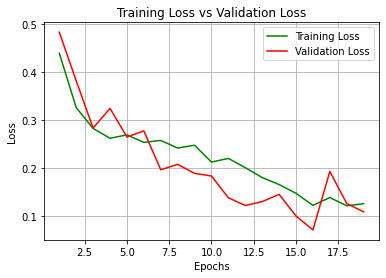 Training Loss vs Validation Loss
Training Loss
Validation Loss
0.5
0.4
0.3
0.2
0.1
Loss
2.5 5.0 7.5 10.0 12.5 15.0 17.5
Epochs